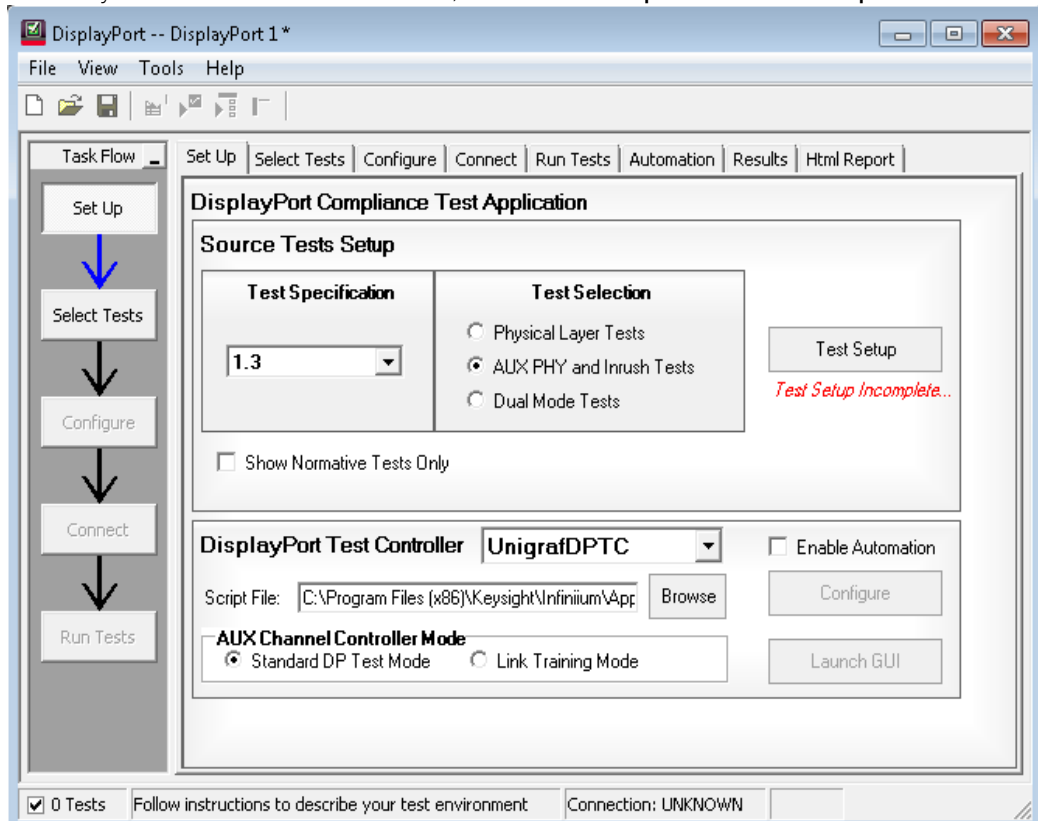 DisplayPort -- DisplayPort 1 *
File View Tools Help
Task Flow
Set Up Select Tests Configure Connect Run Tests Automation Results Html Report
Set Up
Select Tests
Configure
Connect
Run Tests
DisplayPort Compliance Test Application
Source Tests Setup
Test Specification
1.3
Test Selection
Physical Layer Tests
AUX PHY and Inrush Tests
Dual Mode Tests
Test Setup
Test Setup Incomplete...
Show Normative Tests Only
DisplayPort Test Controller UnigrafDPTC
Enable Automation
Script File: C:\Program Files (x86)\Keysight\Infiniium\App Browse
Configure
AUX Channel Controller Mode
Standard DP Test Mode Link Training Mode
Launch GUI
0 Tests Follow instructions to describe your test environment Connection: UNKNOWN